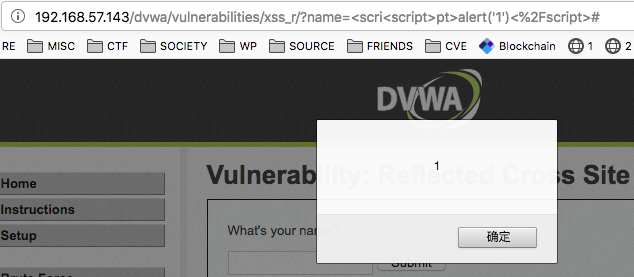 192.168.57.143/dvwa/vulnerabilities/xss_r/?name=<scri<script>pt>alert('1')<%2Fscript>#
RE MISC CTF SOCIETY WP SOURCE FRIENDS CVE Blockchain 1 2
DVWA
1
Home
Vulnerability: Reflected Cross Site
Instructions
Setup
What's your name
确定
Submit
Brute Force